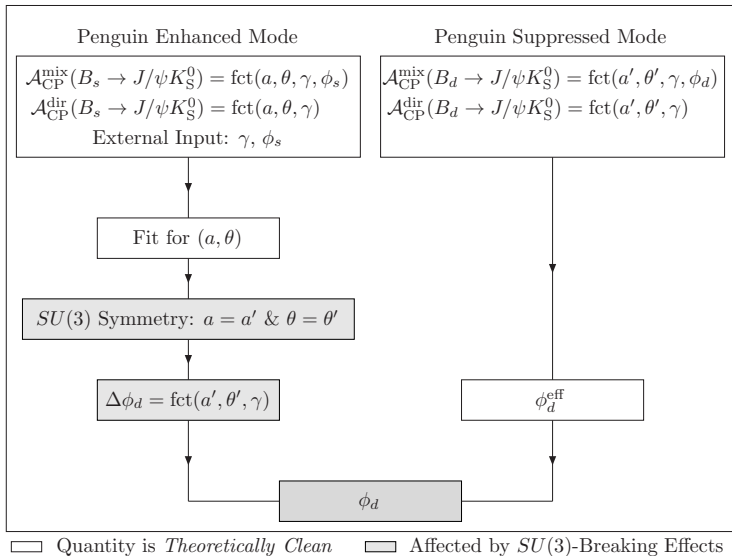 Penguin Enhanced Mode
Penguin Suppressed Mode
𝒜_CP^mix(B_s → J/ψK_S^0) = fct(a, θ, γ, ϕ_s)
𝒜_CP^dir(B_s → J/ψK_S^0) = fct(a, θ, γ)
External Input: γ, ϕ_s
𝒜_CP^mix(B_d → J/ψK_S^0) = fct(a′, θ′, γ, ϕ_d)
𝒜_CP^dir(B_d → J/ψK_S^0) = fct(a′, θ′, γ)
Fit for (a, θ)
SU(3) Symmetry: a = a′ & θ = θ′
Δϕ_d = fct(a′, θ′, γ)
ϕ_d^eff
ϕ_d
Quantity is Theoretically Clean
Affected by SU(3)-Breaking Effects